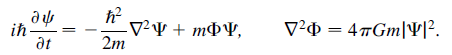 iħ ∂ψ/∂t = − ħ²/2m ∇²Ψ + mΦΨ, ∇²Φ = 4πGm|Ψ|².